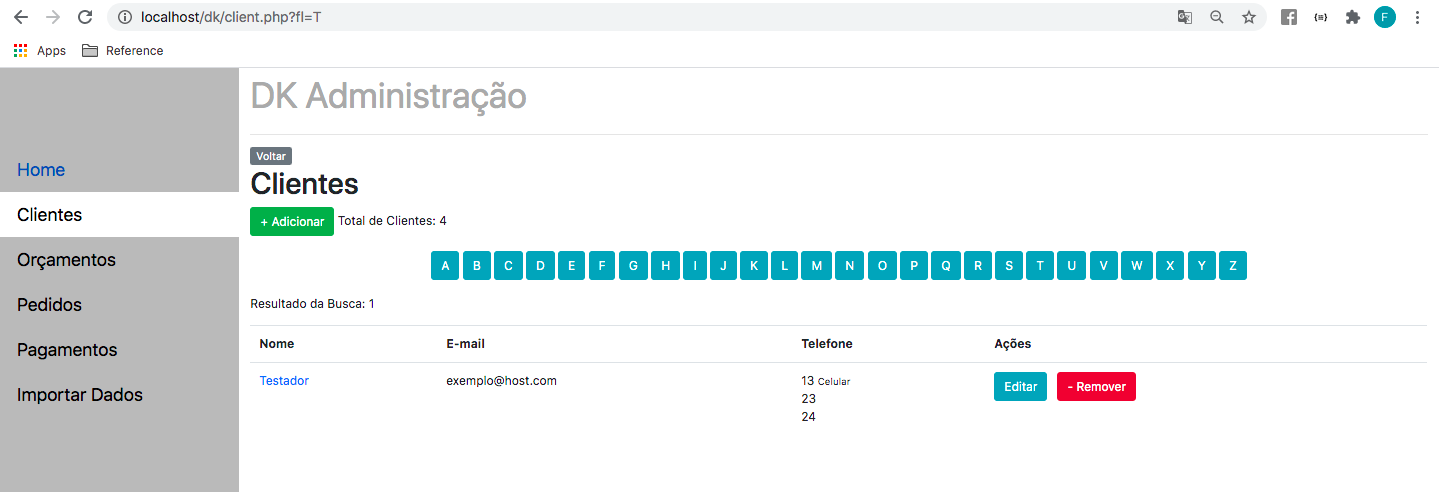 localhost/dk/client.php?fl=T
F
Apps Reference
DK Administração
Voltar
Home
Clientes
Clientes
+ Adicionar Total de Clientes: 4
Orçamentos
A B C D E F G H I J K L M N O P Q R S T U V W X Y Z
Pedidos
Resultado da Busca: 1
Pagamentos
Nome E-mail Telefone Ações
Importar Dados
Testador exemplo@host.com 13 Celular Editar - Remover
23
24